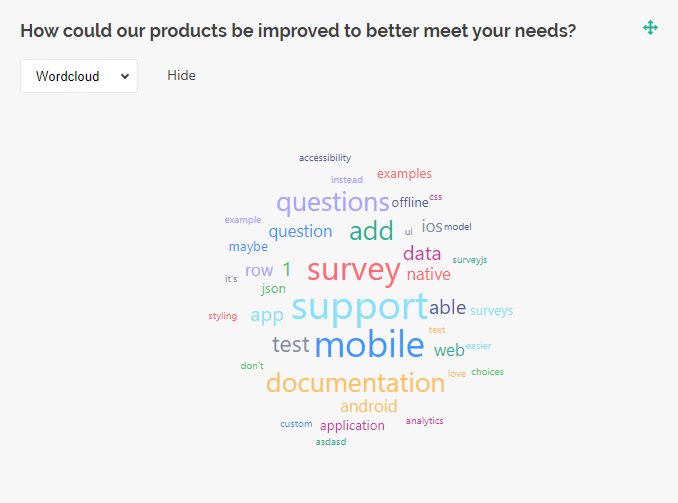 How could our products be improved to better meet your needs?
Wordcloud Hide
accessibility
instead examples
questions offline css
example question add ui iOS model
maybe data surveyjs
it's row 1 survey native
json
styling app support able surveys
text
test mobile web easier
don't love choices
documentation
android
custom application analytics
asdasd